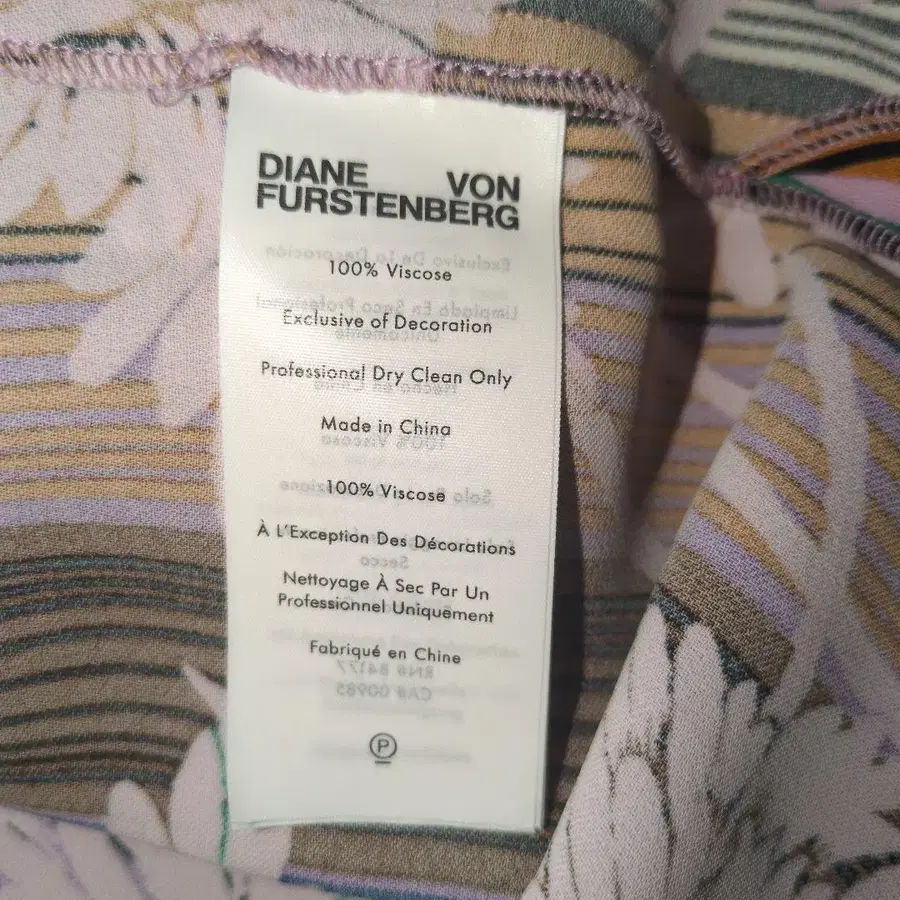 DIANE VON
FURSTENBERG
100% Viscose
Exclusive of Decoration
Professional Dry Clean Only
Made in China
100% Viscose
À L'Exception Des Décorations
Nettoyage À Sec Par Un
Professionnel Uniquement
Fabriqué en Chine
P